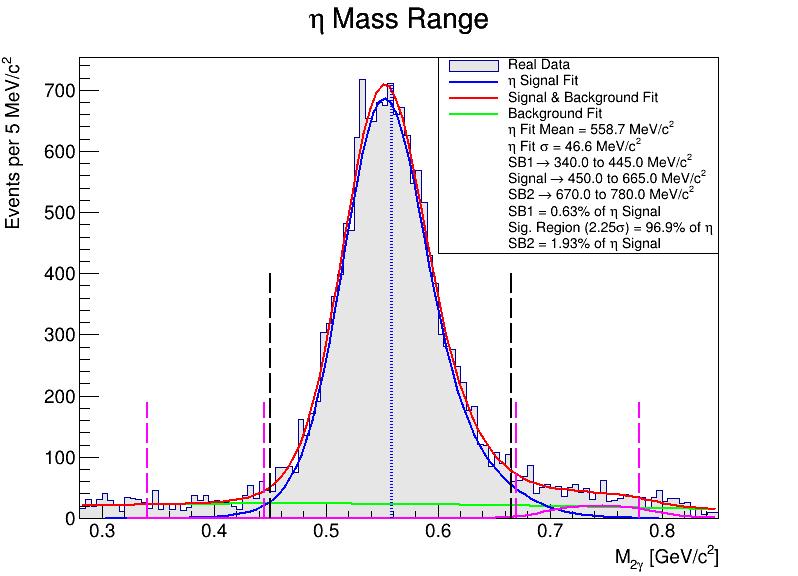 η Mass Range
Events per 5 MeV/c²
700
600
500
400
300
200
100
0
0.3 0.4 0.5 0.6 0.7 0.8
M₂γ [GeV/c²]
Real Data
η Signal Fit
Signal & Background Fit
Background Fit
η Fit Mean = 558.7 MeV/c²
η Fit σ = 46.6 MeV/c²
SB1 → 340.0 to 445.0 MeV/c²
Signal → 450.0 to 665.0 MeV/c²
SB2 → 670.0 to 780.0 MeV/c²
SB1 = 0.63% of η Signal
Sig. Region (2.25σ) = 96.9% of η
SB2 = 1.93% of η Signal